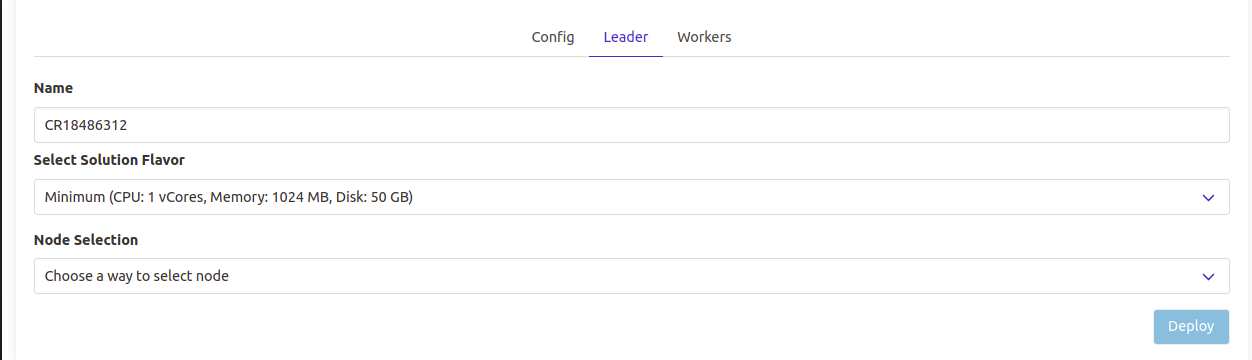 Config Leader Workers
Name
CR18486312
Select Solution Flavor
Minimum (CPU: 1 vCores, Memory: 1024 MB, Disk: 50 GB)
Node Selection
Choose a way to select node
Deploy